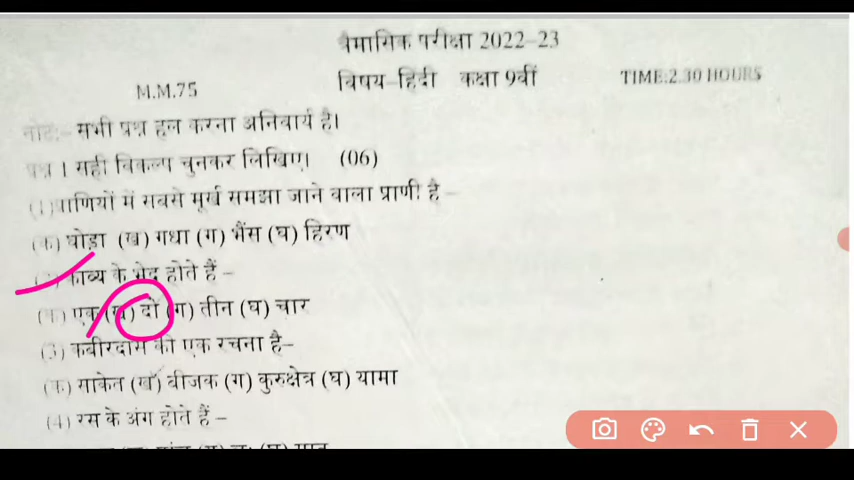 त्रैमासिक परीक्षा 2022-23
M.M.75 विषय–हिंदी कक्षा 9वीं TIME:2.30 HOURS
नोट:- सभी प्रश्न हल करना अनिवार्य है।
प्रश्न 1 सही विकल्प चुनकर लिखिए। (06)
(1) प्राणियों में सबसे मूर्ख समझा जाने वाला प्राणी है –
(क) घोड़ा (ख) गधा (ग) भैंस (घ) हिरण
काव्य के भेद होते हैं –
(क) एक (ख) दो (ग) तीन (घ) चार
(3) कबीरदास की एक रचना है–
(क) साकेत (ख) बीजक (ग) कुरुक्षेत्र (घ) यामा
(4) रस के अंग होते हैं –